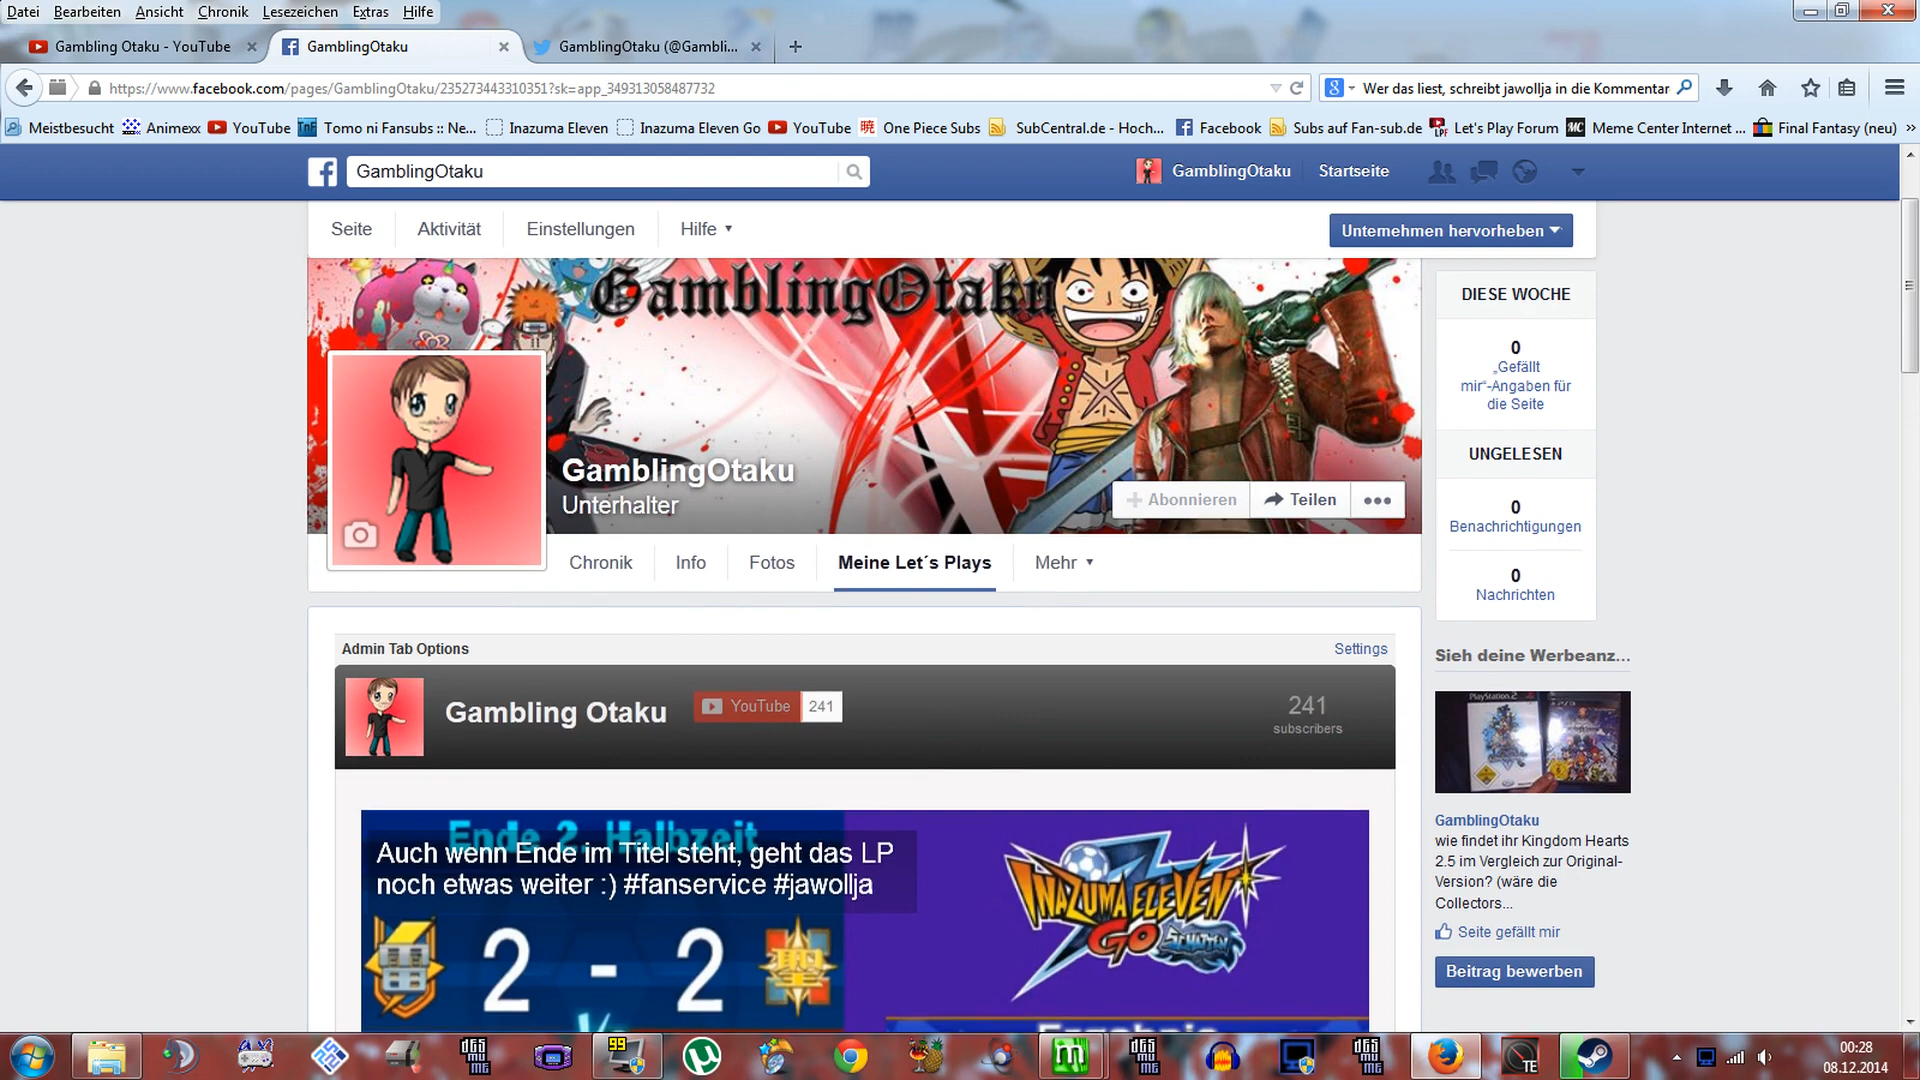 Datei Bearbeiten Ansicht Chronik Lesezeichen Extras Hilfe
Gambling Otaku - YouTube
GamblingOtaku
GamblingOtaku (@Gambli...
https://www.facebook.com/pages/GamblingOtaku/235273443310351?sk=app_349313058487732
Wer das liest, schreibt jawollja in die Kommentar
Meistbesucht Animexx YouTube Tomo ni Fansubs :: Ne... Inazuma Eleven Inazuma Eleven Go YouTube One Piece Subs SubCentral.de - Hoch... Facebook Subs auf Fan-sub.de Let's Play Forum Meme Center Internet ... Final Fantasy (neu) »
GamblingOtaku
GamblingOtaku Startseite
Seite Aktivität Einstellungen Hilfe
Unternehmen hervorheben
GamblingOtaku
GamblingOtaku
Unterhalter
Abonnieren Teilen
Chronik Info Fotos Meine Let´s Plays Mehr
DIESE WOCHE
0
„Gefällt
mir“-Angaben für
die Seite
UNGELESEN
0
Benachrichtigungen
0
Nachrichten
Sieh deine Werbeanz...
PlayStation 2
GamblingOtaku
wie findet ihr Kingdom Hearts
2.5 im Vergleich zur Original-
Version? (wäre die
Collectors...
Seite gefällt mir
Beitrag bewerben
Admin Tab Options Settings
Gambling Otaku YouTube 241
241
subscribers
Ende 2. Halbzeit
Auch wenn Ende im Titel steht, geht das LP
noch etwas weiter :) #fanservice #jawollja
2 - 2
INAZUMA ELEVEN
GO SCHATTEN
Ergebnis
99
TE
00:28
08.12.2014